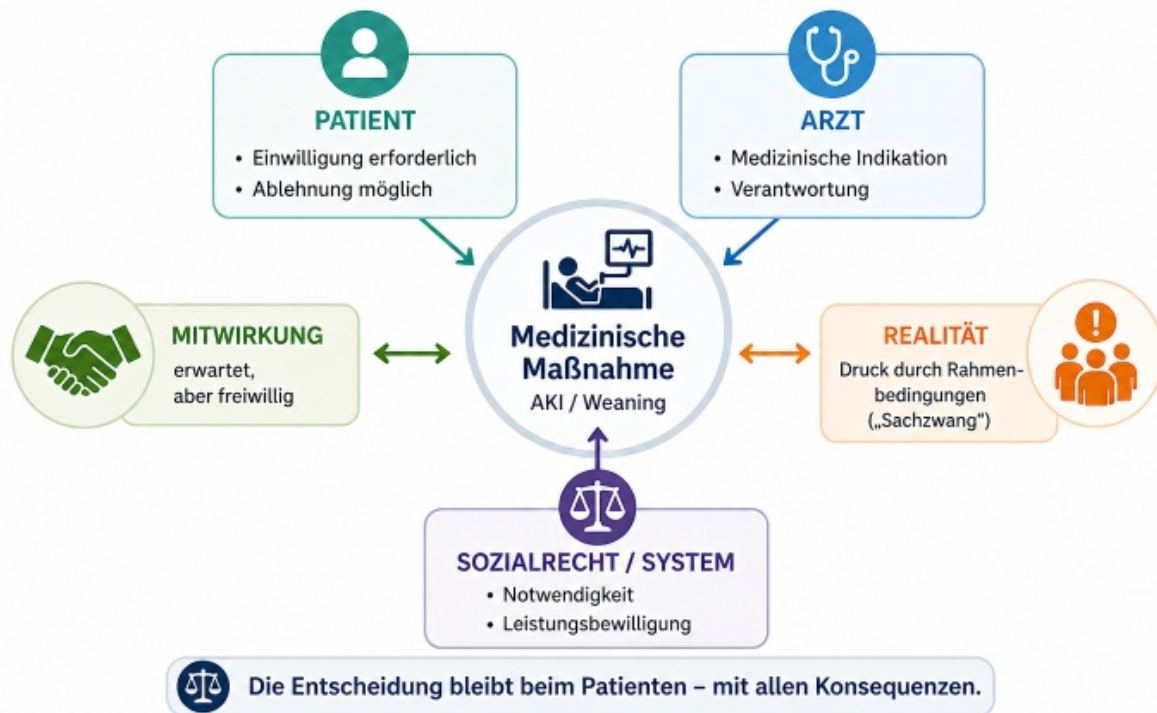 PATIENT
• Einwilligung erforderlich
• Ablehnung möglich
ARZT
• Medizinische Indikation
• Verantwortung
MITWIRKUNG
erwartet,
aber freiwillig
Medizinische
Maßnahme
AKI / Weaning
REALITÄT
Druck durch Rahmen-
bedingungen
(„Sachzwang“)
SOZIALRECHT / SYSTEM
• Notwendigkeit
• Leistungsbewilligung
Die Entscheidung bleibt beim Patienten – mit allen Konsequenzen.